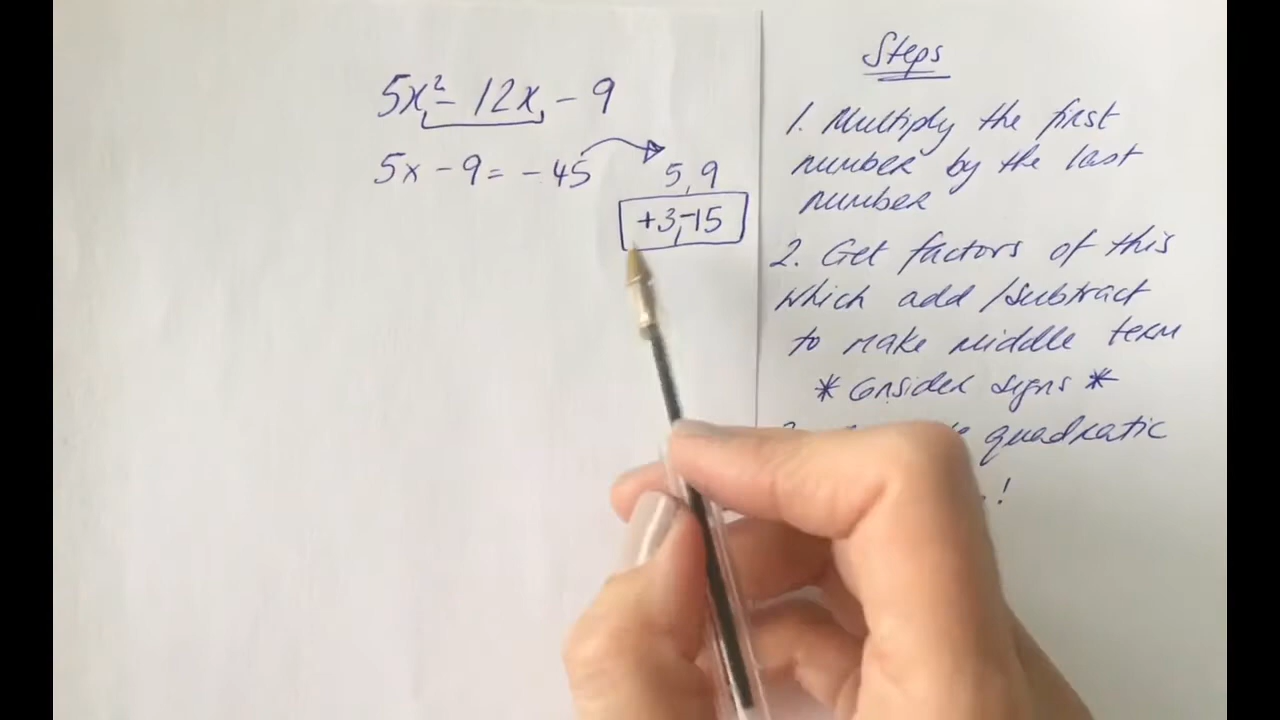 5x² - 12x - 9
5x - 9 = - 45
5, 9
+3, -15
Steps
1. Multiply the first
number by the last
number
2. Get factors of this
which add / subtract
to make middle term
* Consider signs *
quadratic
!